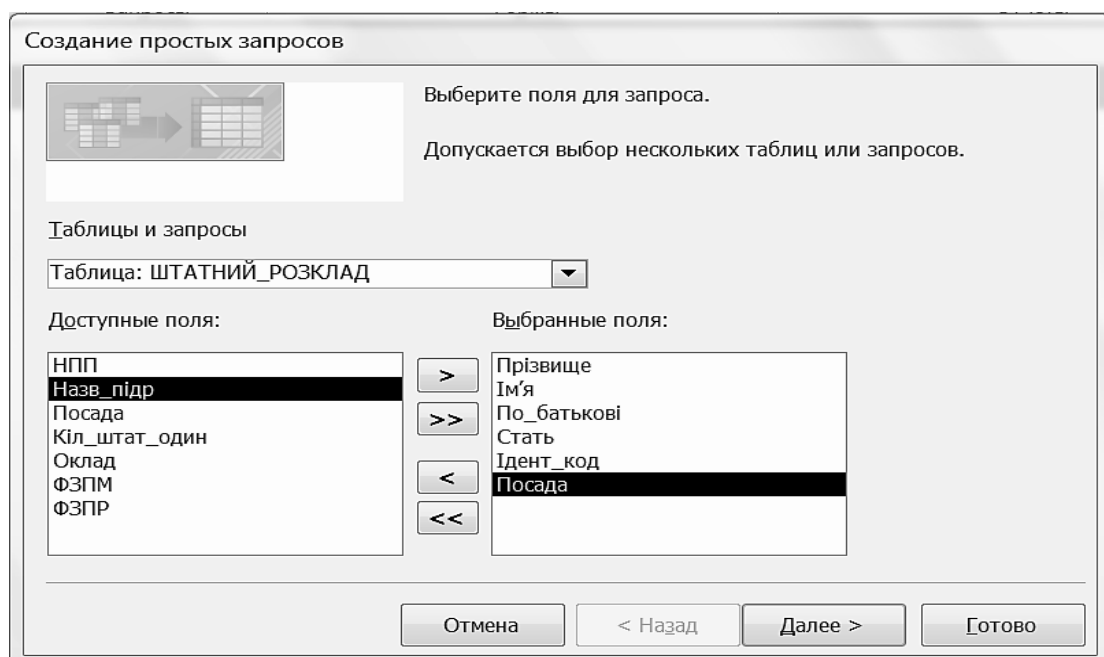 Создание простых запросов
Выберите поля для запроса.
Допускается выбор нескольких таблиц или запросов.
Таблицы и запросы
Таблица: ШТАТНИЙ_РОЗКЛАД
Доступные поля:
НПП
Назв_підр
Посада
Кіл_штат_один
Оклад
ФЗПМ
ФЗПР
>
>>
<
<<
Выбранные поля:
Прізвище
Ім'я
По_батькові
Стать
Ідент_код
Посада
Отмена
< Назад
Далее >
Готово